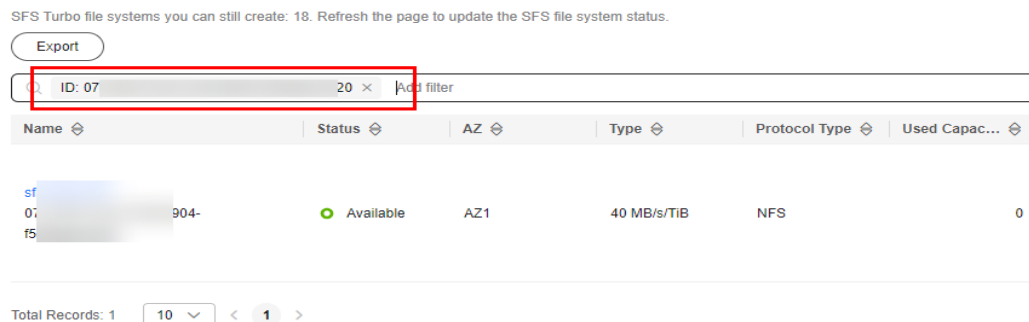 SFS Turbo file systems you can still create: 18. Refresh the page to update the SFS file system status.
Export
ID: 07 20 × Add filter
Name Status AZ Type Protocol Type Used Capac...
sf
07 904- Available AZ1 40 MB/s/TiB NFS 0
f5
Total Records: 1 10 < 1 >